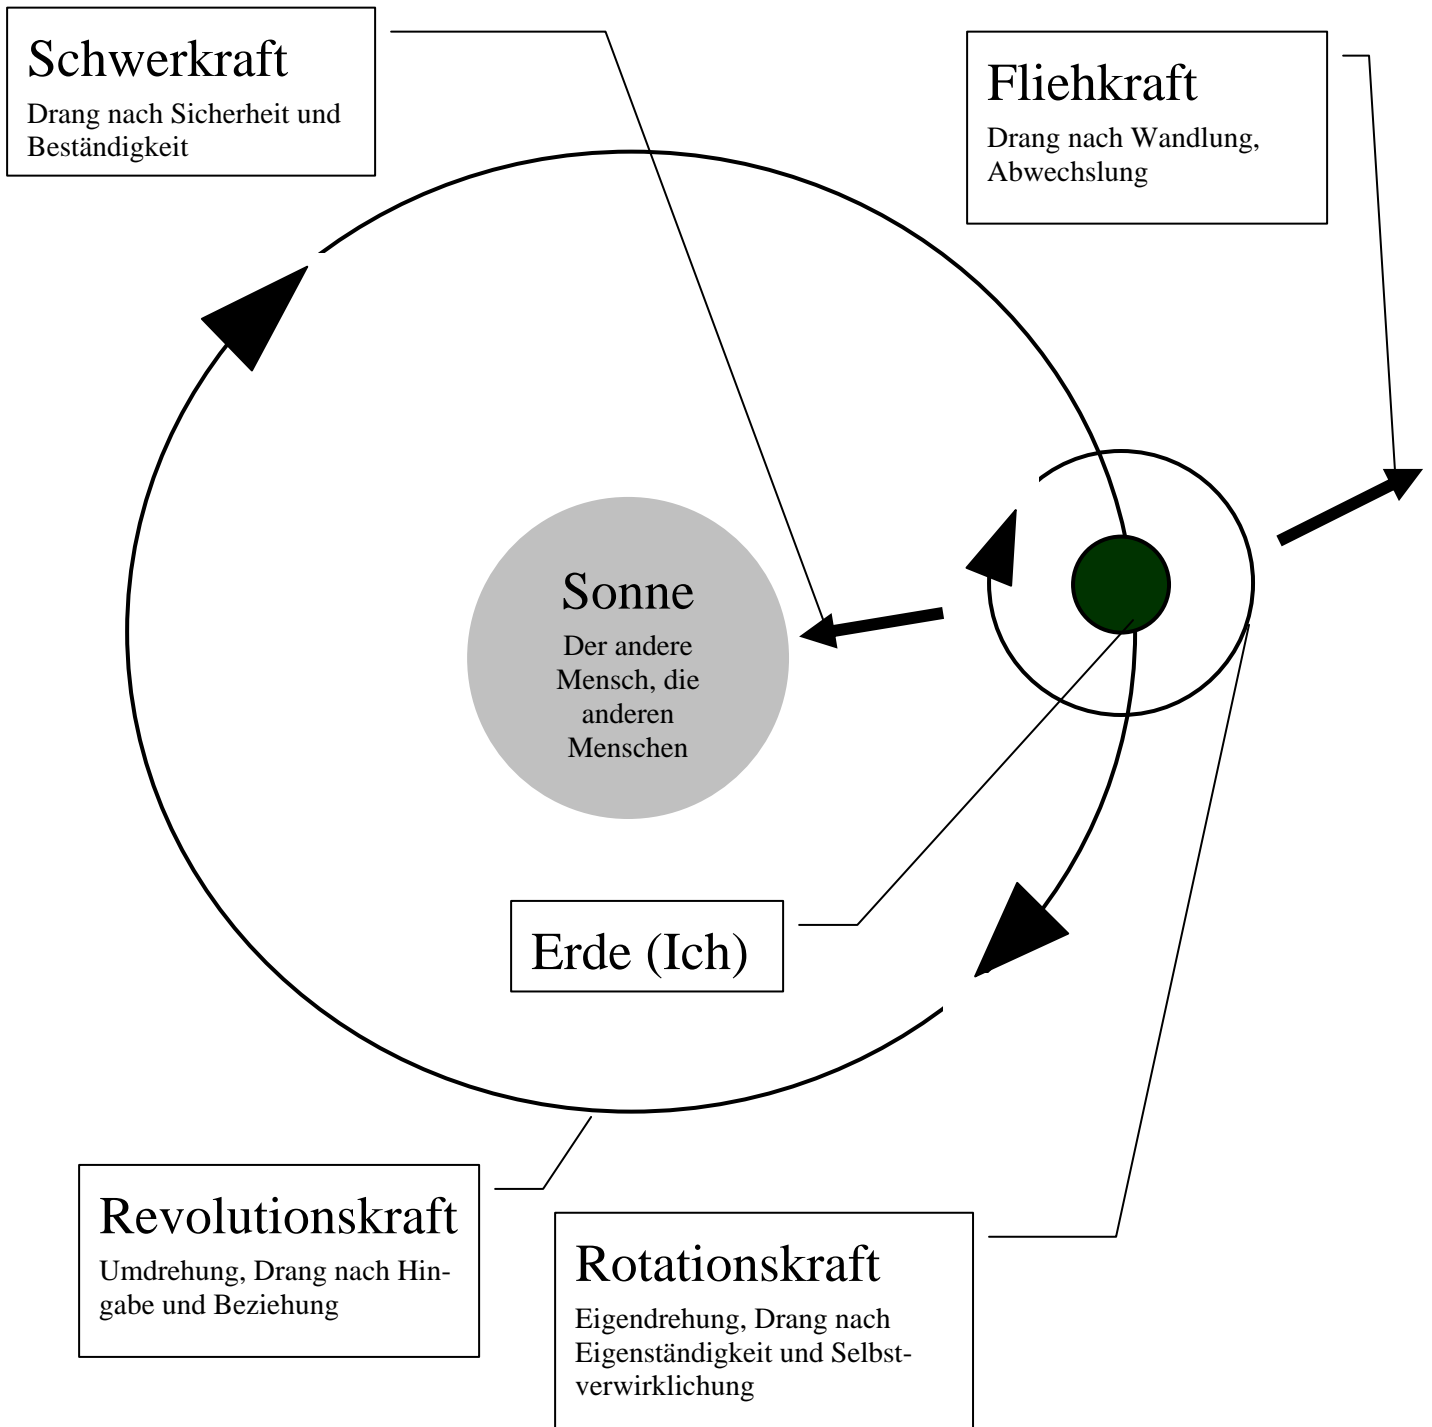 Schwerkraft
Drang nach Sicherheit und
Beständigkeit
Fliehkraft
Drang nach Wandlung,
Abwechslung
Sonne
Der andere
Mensch, die
anderen
Menschen
Erde (Ich)
Revolutionskraft
Umdrehung, Drang nach Hin-
gabe und Beziehung
Rotationskraft
Eigendrehung, Drang nach
Eigenständigkeit und Selbst-
verwirklichung